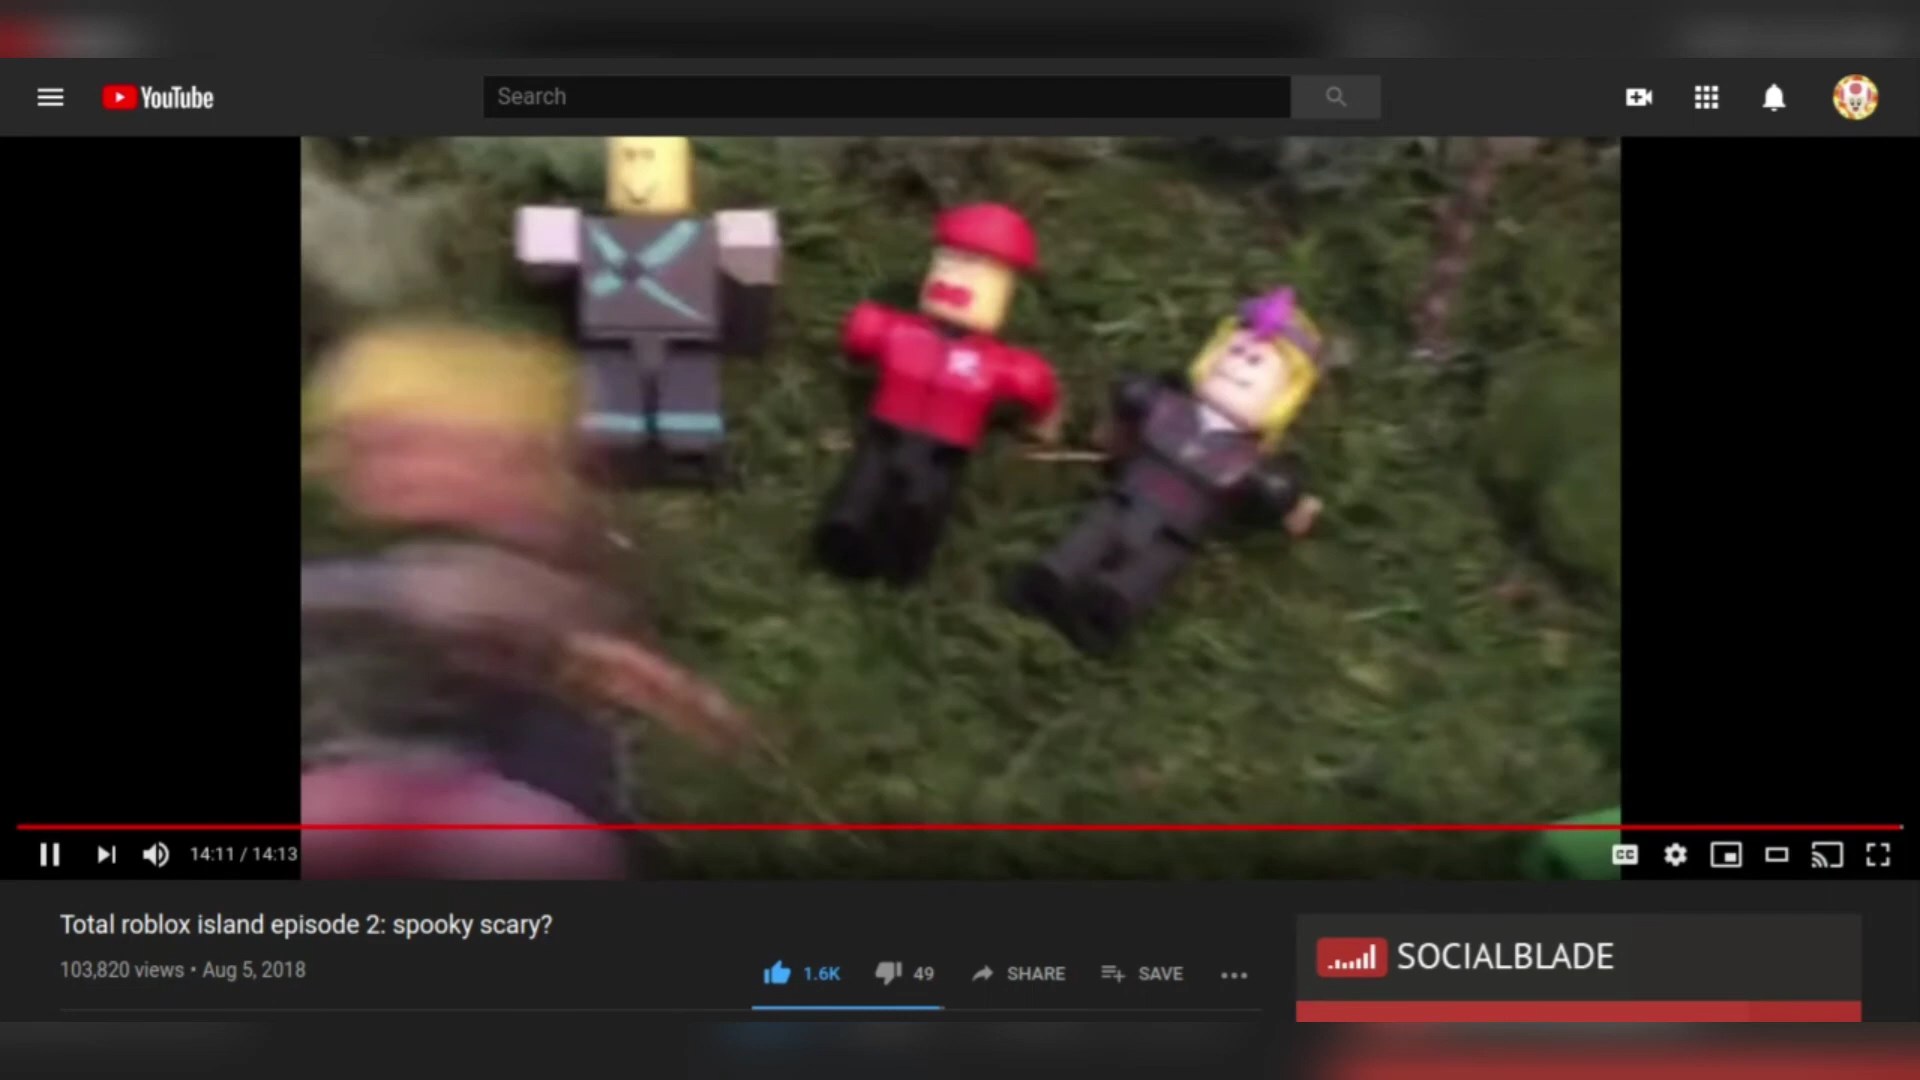 YouTube
Search
14:11 / 14:13
CC
Total roblox island episode 2: spooky scary?
103,820 views • Aug 5, 2018
1.6K
49
SHARE
SAVE
SOCIALBLADE